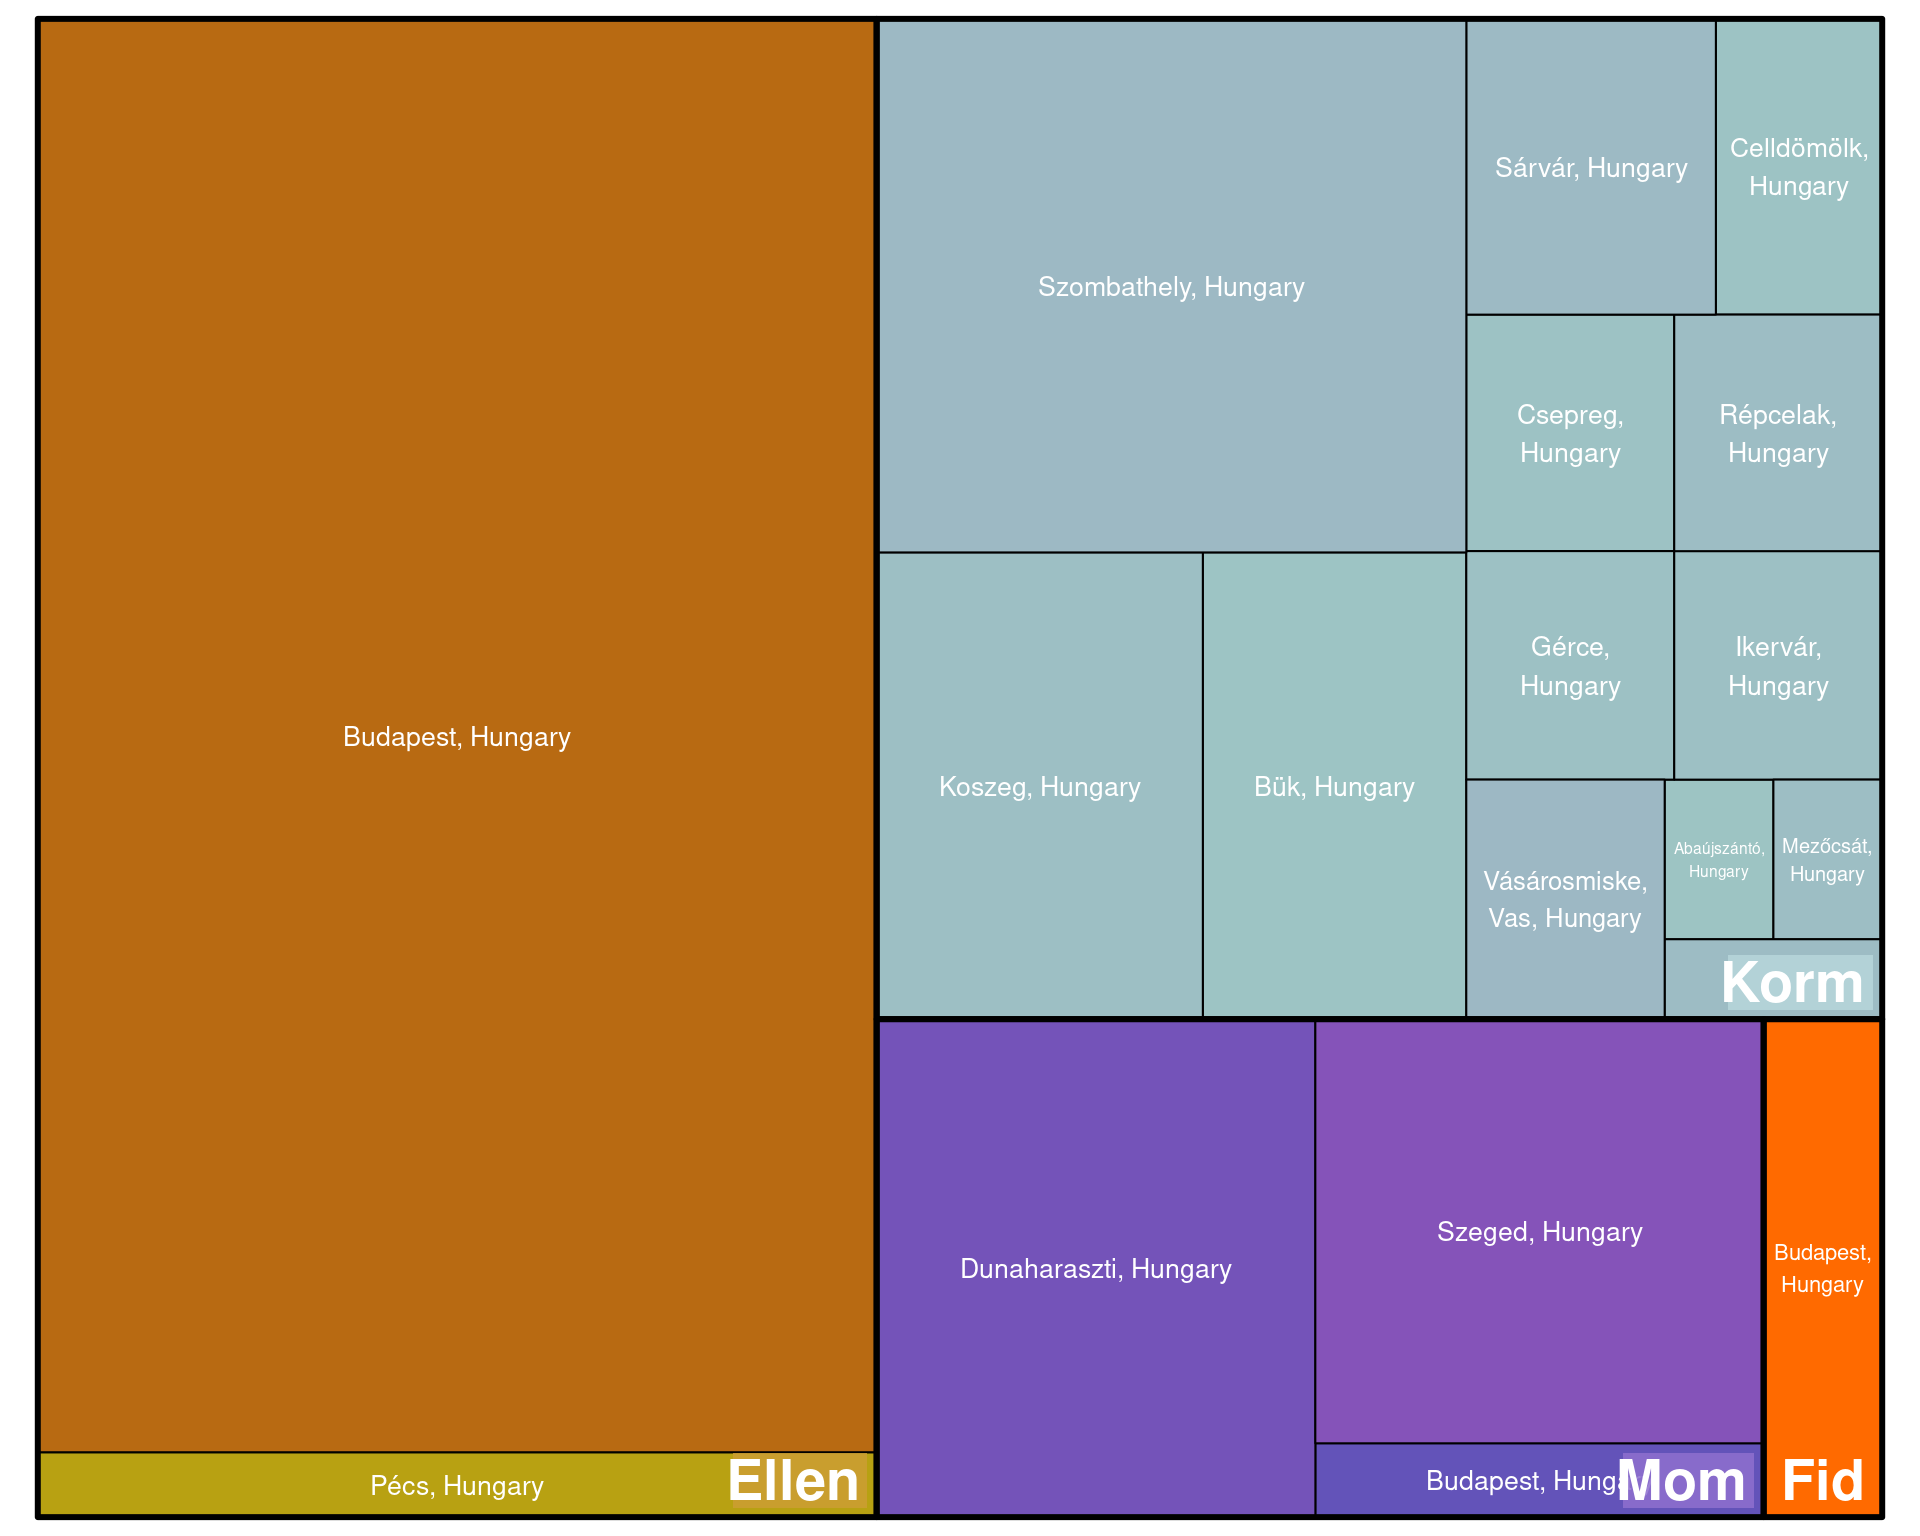 Budapest, Hungary
Pécs, Hungary
Ellen
Szombathely, Hungary
Sárvár, Hungary
Celldömölk,
Hungary
Csepreg,
Hungary
Répcelak,
Hungary
Koszeg, Hungary
Bük, Hungary
Gérce,
Hungary
Ikervár,
Hungary
Vásárosmiske,
Vas, Hungary
Abaújszántó,
Hungary
Mezőcsát,
Hungary
Korm
Dunaharaszti, Hungary
Szeged, Hungary
Budapest,
Mom
Budapest,
Hungary
Fid